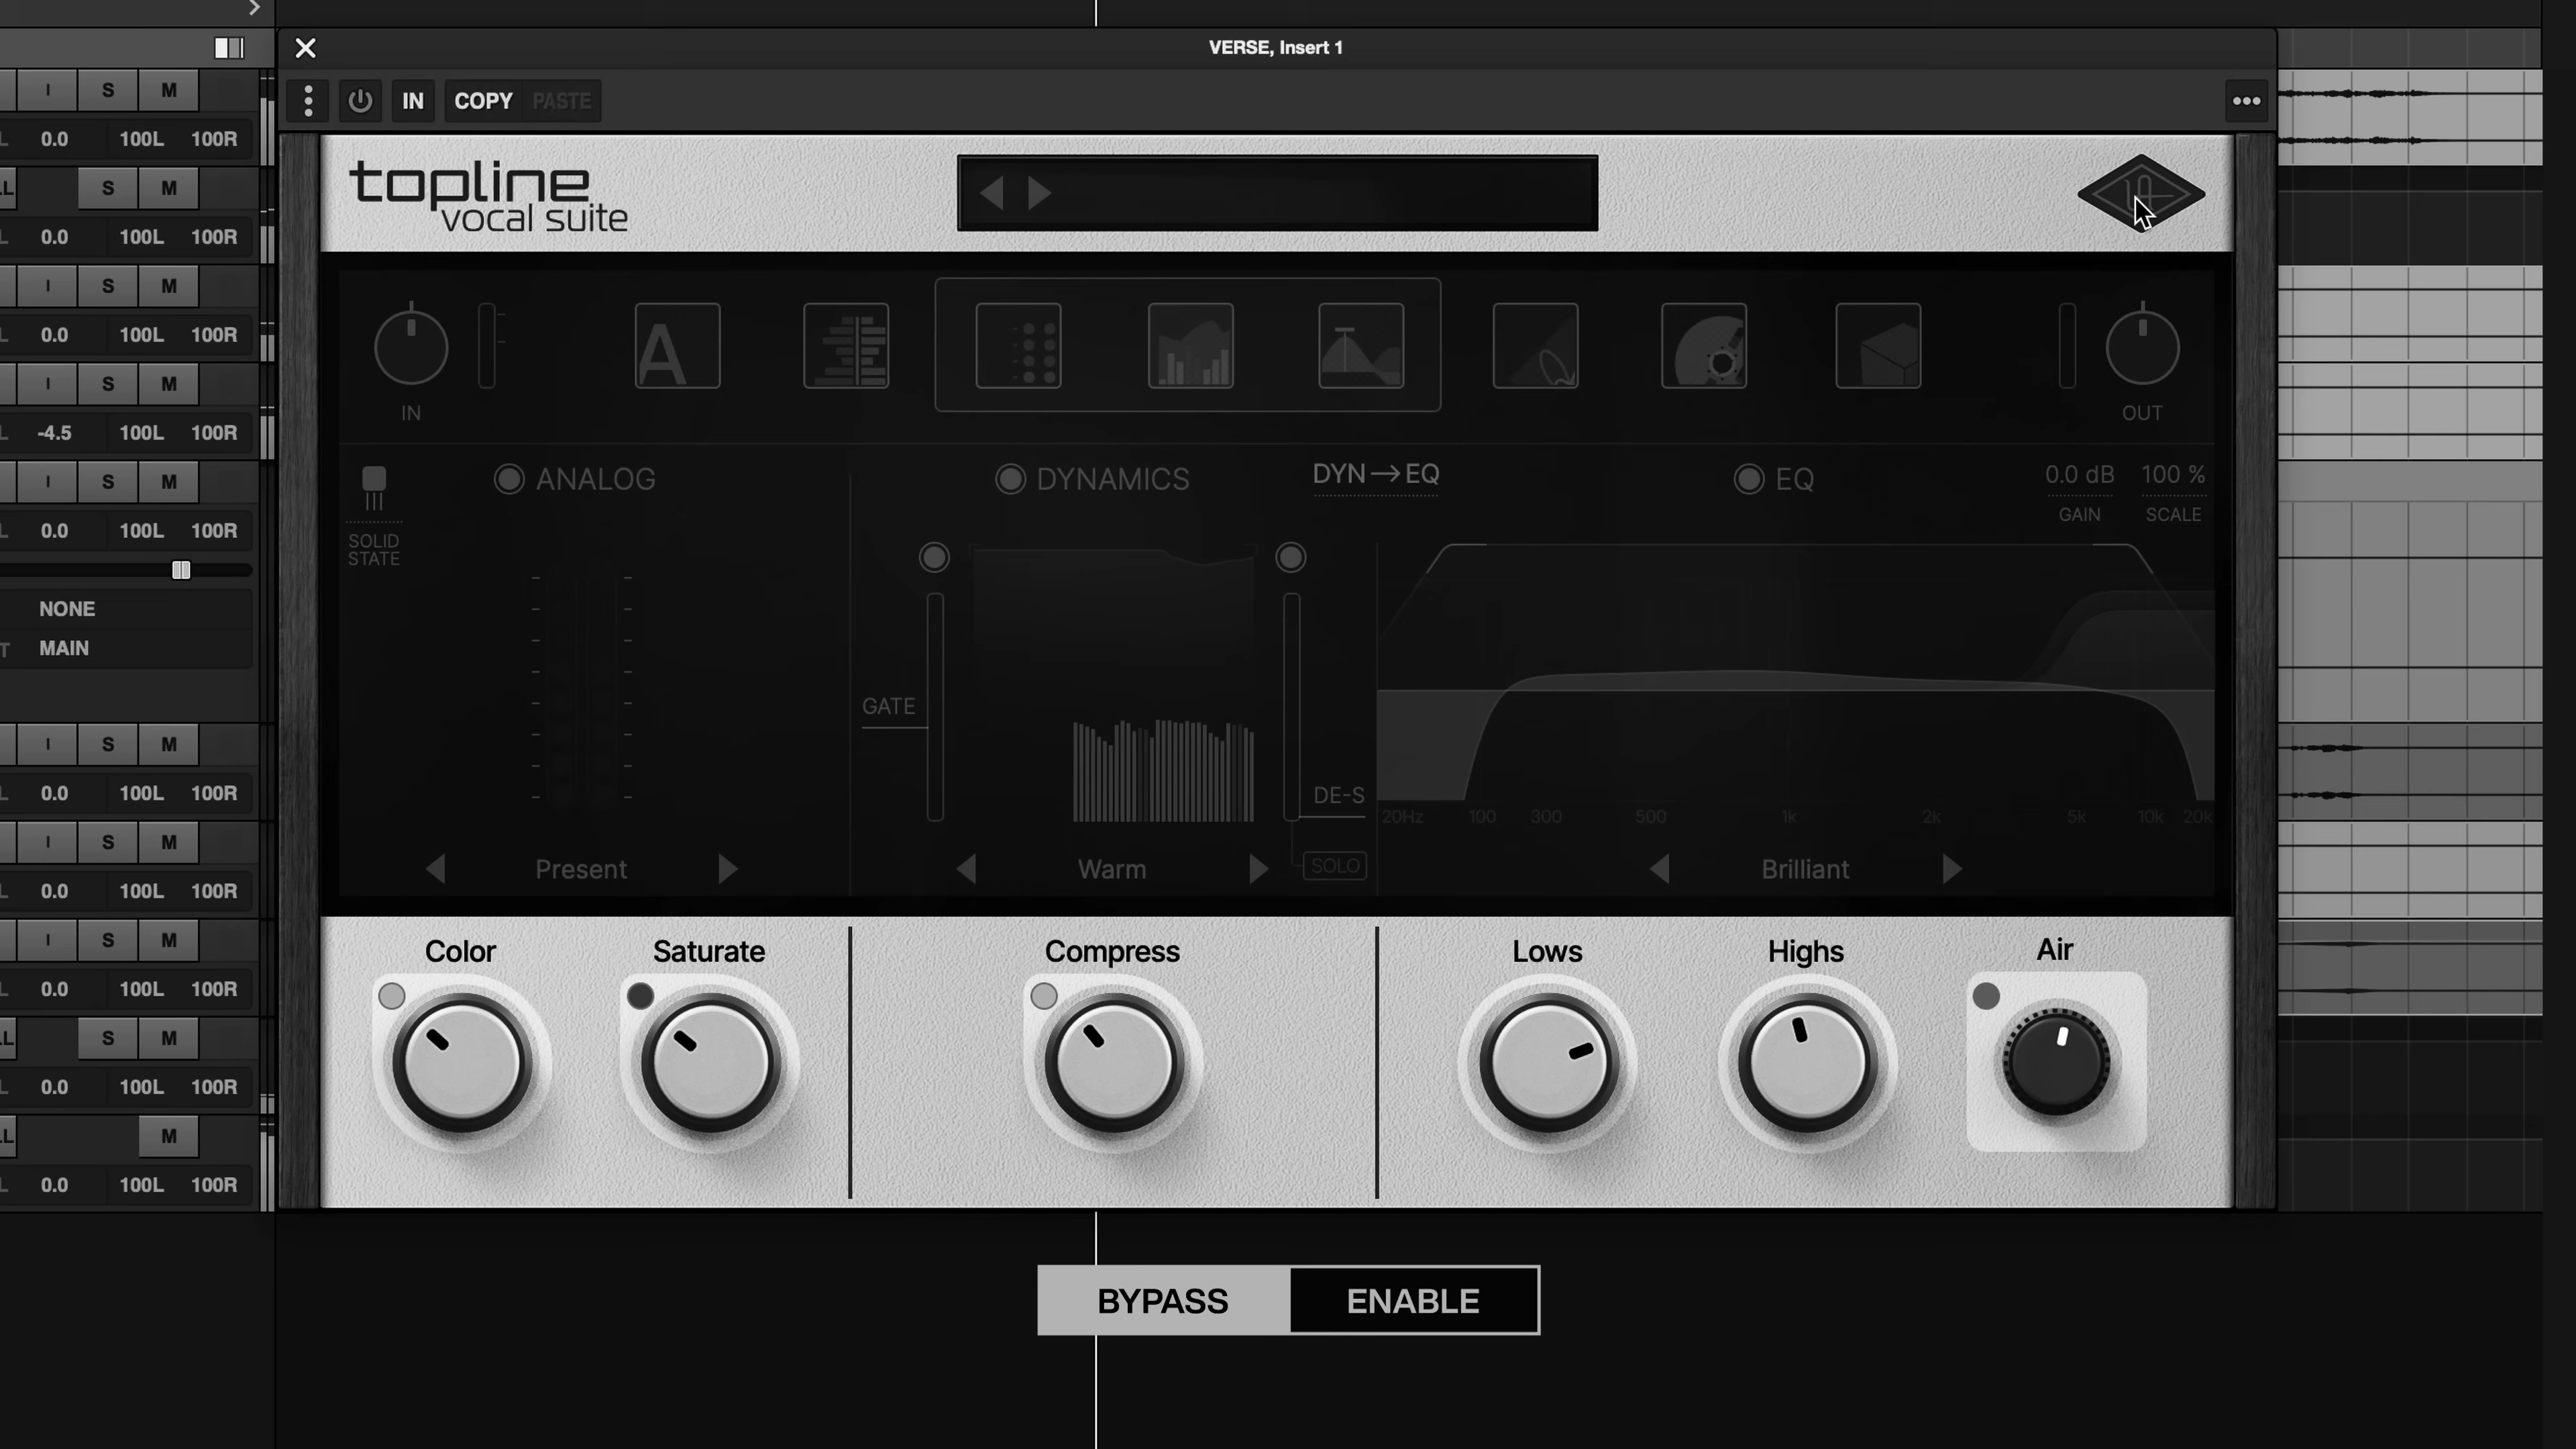 VERSE, Insert 1
IN COPY PASTE
topline
vocal suite
A
IN
OUT
ANALOG
DYNAMICS
DYN→EQ
EQ
0.0 dB 100 %
GAIN SCALE
SOLID
STATE
GATE
DE-S
20Hz 100 300 500 1k 2k 5k 10k 20k
Present
Warm
SOLO
Brilliant
Color
Saturate
Compress
Lows
Highs
Air
BYPASS ENABLE
I S M
L 0.0 100L 100R
LL S M
L 0.0 100L 100R
I S M
L 0.0 100L 100R
I S M
L -4.5 100L 100R
I S M
L 0.0 100L 100R
NONE
T MAIN
I S M
L 0.0 100L 100R
I S M
L 0.0 100L 100R
I S M
L 0.0 100L 100R
LL S M
L 0.0 100L 100R
LL M
L 0.0 100L 100R